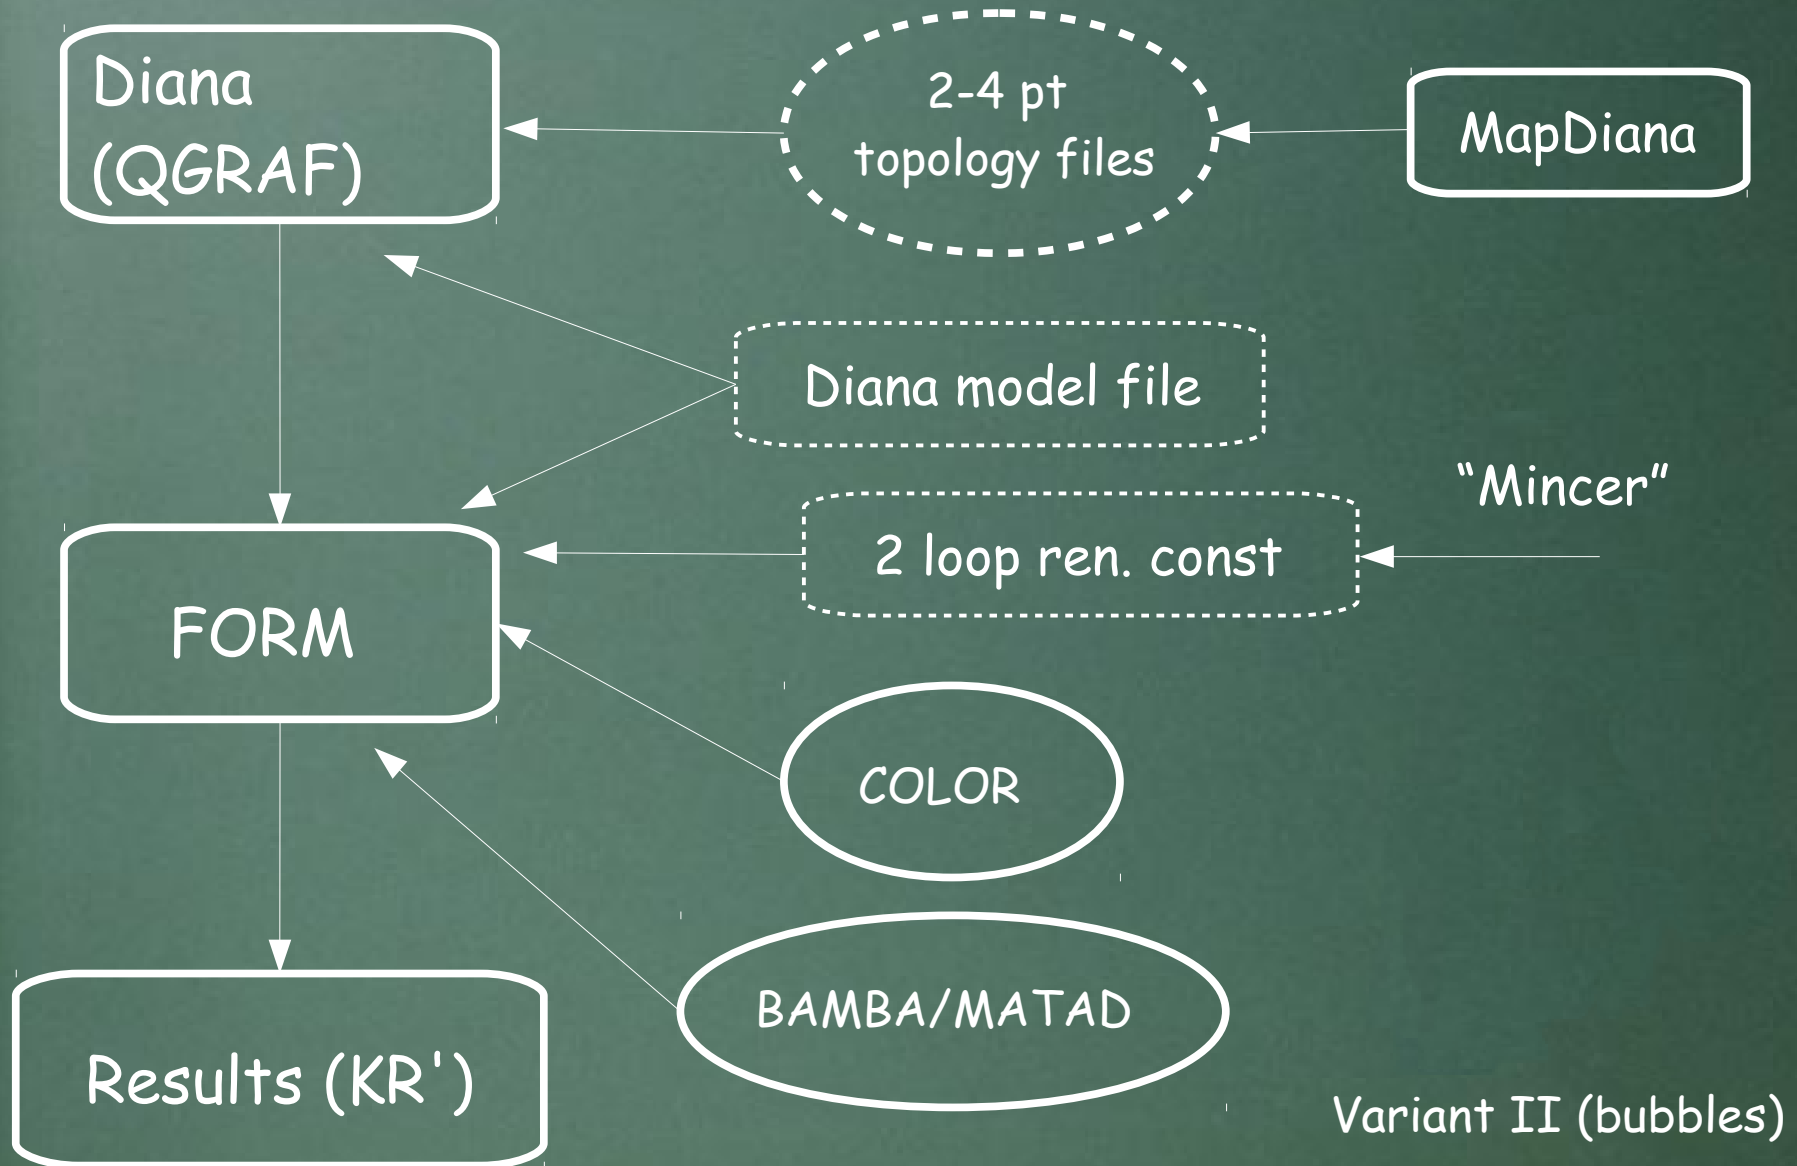 Diana
(QGRAF)
2-4 pt
topology files
MapDiana
Diana model file
“Mincer”
2 loop ren. const
FORM
COLOR
BAMBA/MATAD
Results (KR')
Variant II (bubbles)